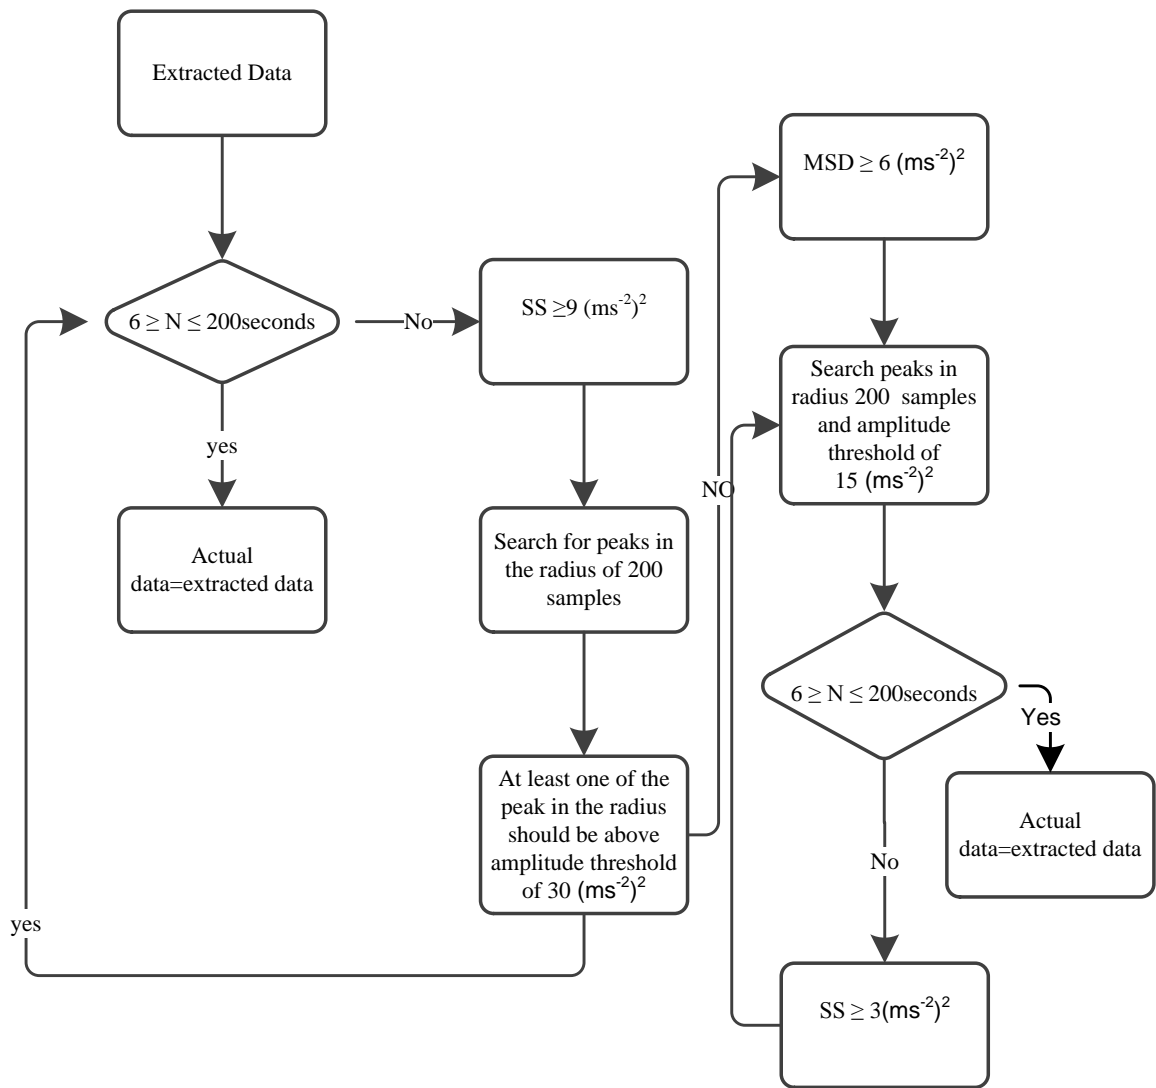 Extracted Data
6 ≥ N ≤ 200seconds
No
yes
Actual
data=extracted data
SS ≥9 (ms⁻²)²
Search for peaks in
the radius of 200
samples
At least one of the
peak in the radius
should be above
amplitude threshold
of 30 (ms⁻²)²
yes
NO
MSD ≥ 6 (ms⁻²)²
Search peaks in
radius 200 samples
and amplitude
threshold of
15 (ms⁻²)²
6 ≥ N ≤ 200seconds
Yes
Actual
data=extracted data
No
SS ≥ 3(ms⁻²)²